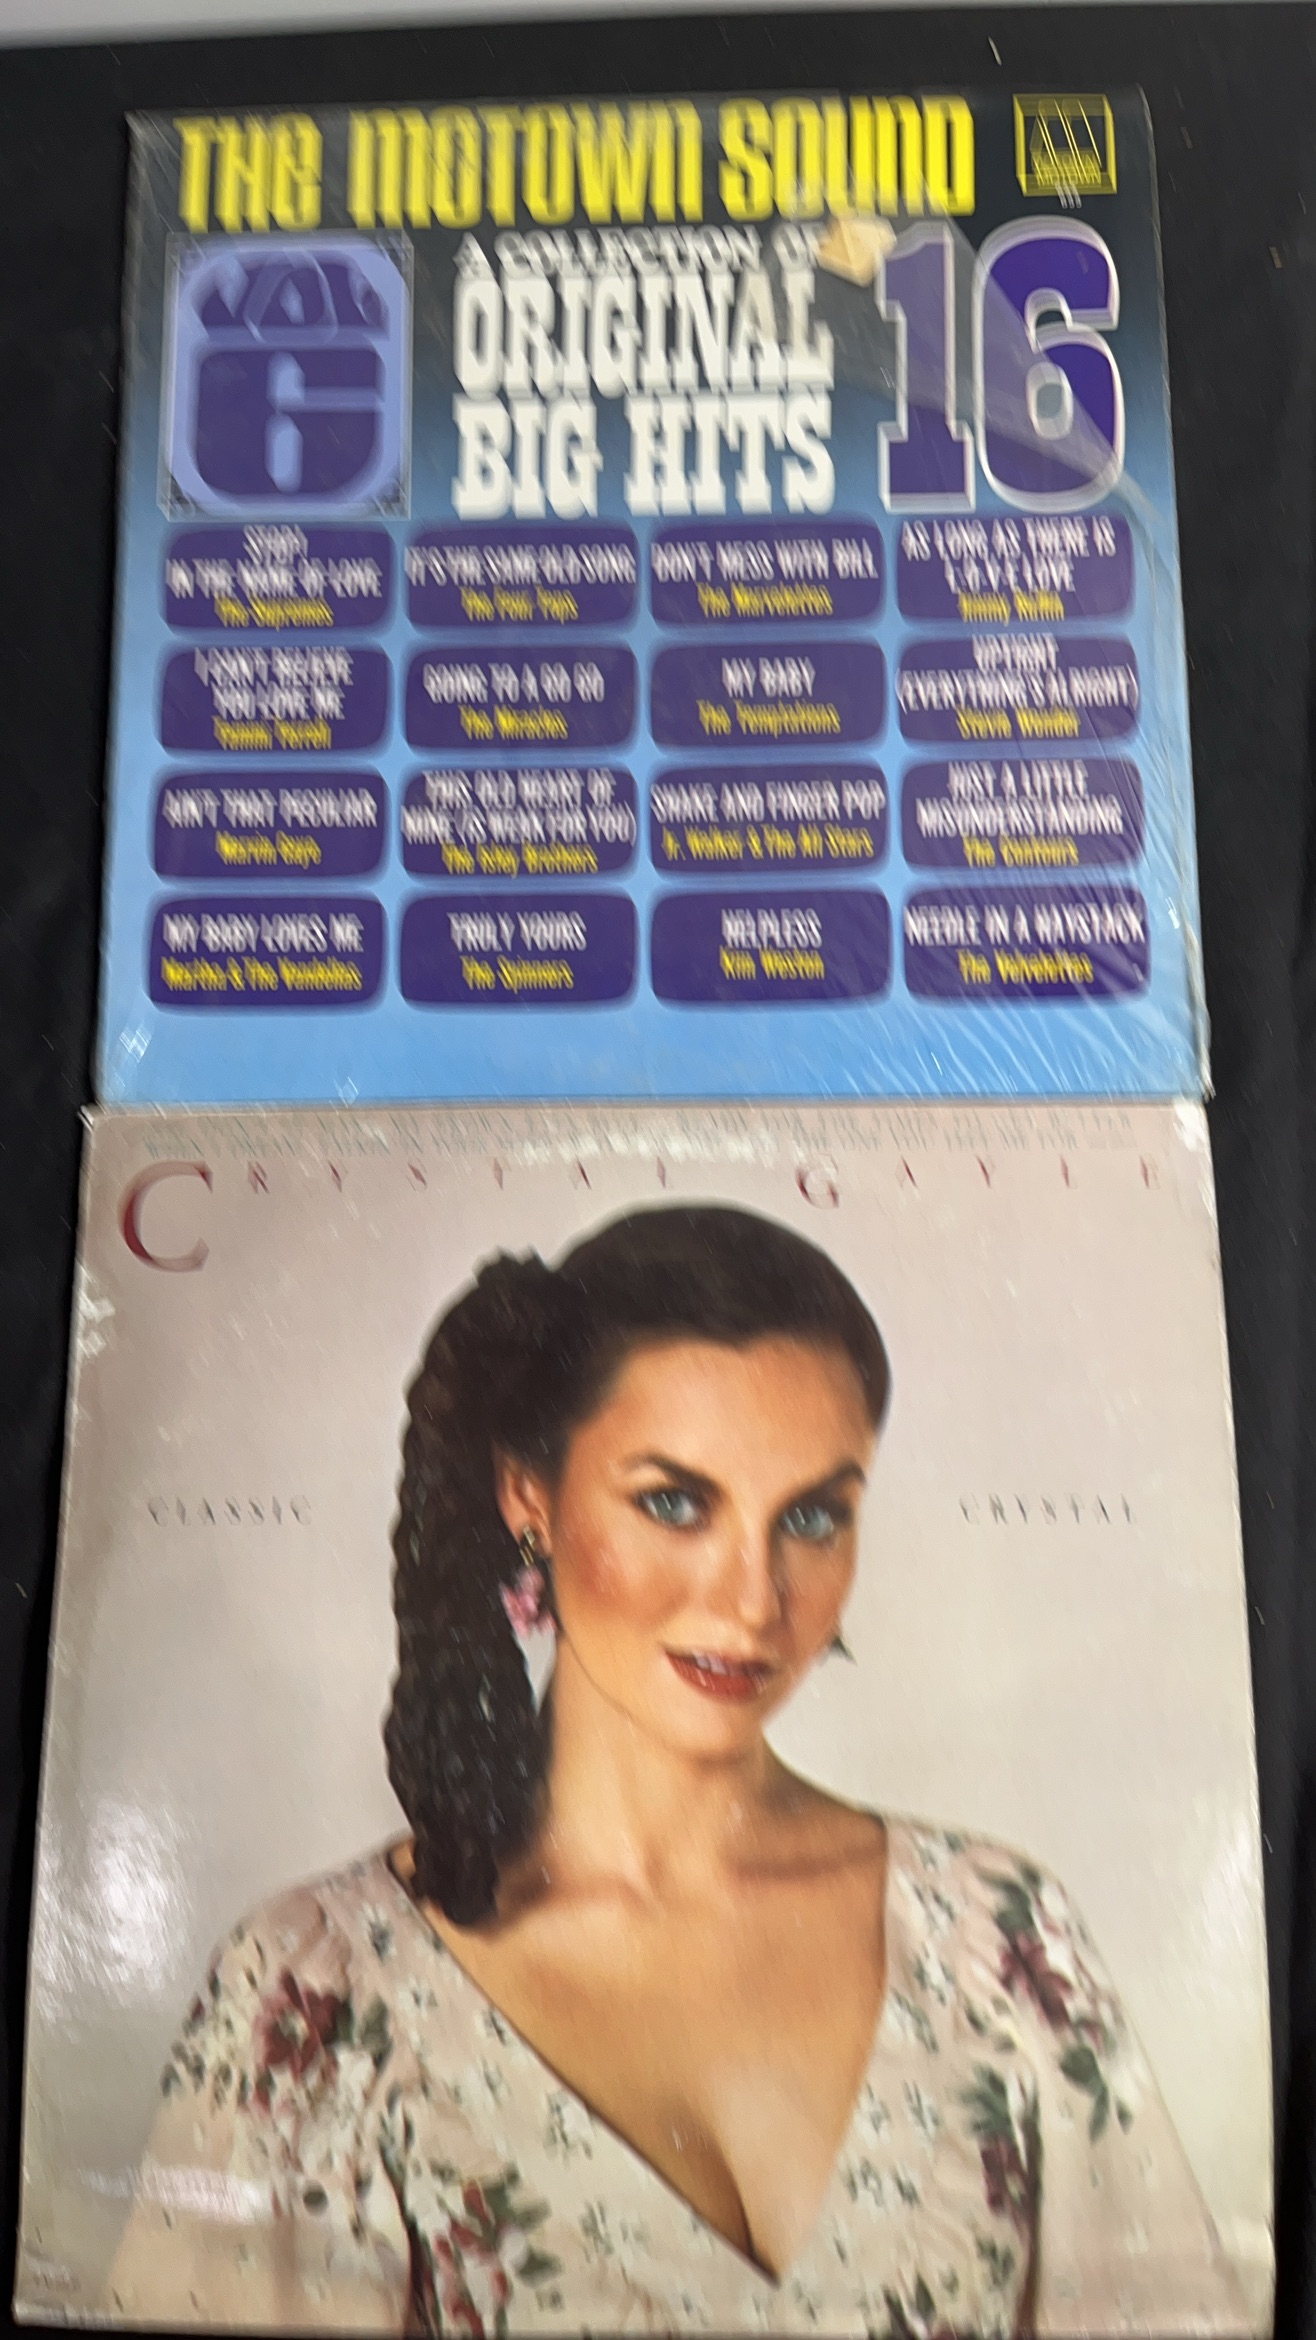 THE MOTOWN SOUND
MOTOWN
VOL
6
A COLLECTION OF
ORIGINAL
BIG HITS
16
STOP!
IN THE NAME OF LOVE
The Supremes
IT'S THE SAME OLD SONG
The Four Tops
DON'T MESS WITH BILL
The Marvelettes
AS LONG AS THERE IS
L.O.V.E LOVE
Jimmy Ruffin
I CAN'T BELIEVE
YOU LOVE ME
Tammi Terrell
GOING TO A GO GO
The Miracles
MY BABY
The Temptations
UPTIGHT
(EVERYTHING'S ALRIGHT)
Stevie Wonder
AIN'T THAT PECULIAR
Marvin Gaye
THIS OLD HEART OF
MINE (IS WEAK FOR YOU)
The Isley Brothers
SHAKE AND FINGER POP
Jr. Walker & The All Stars
JUST A LITTLE
MISUNDERSTANDING
The Contours
MY BABY LOVES ME
Martha & The Vandellas
TRULY YOURS
The Spinners
HELPLESS
Kim Weston
NEEDLE IN A HAYSTACK
The Velvelettes
CRYSTAL GAYLE
CLASSIC CRYSTAL